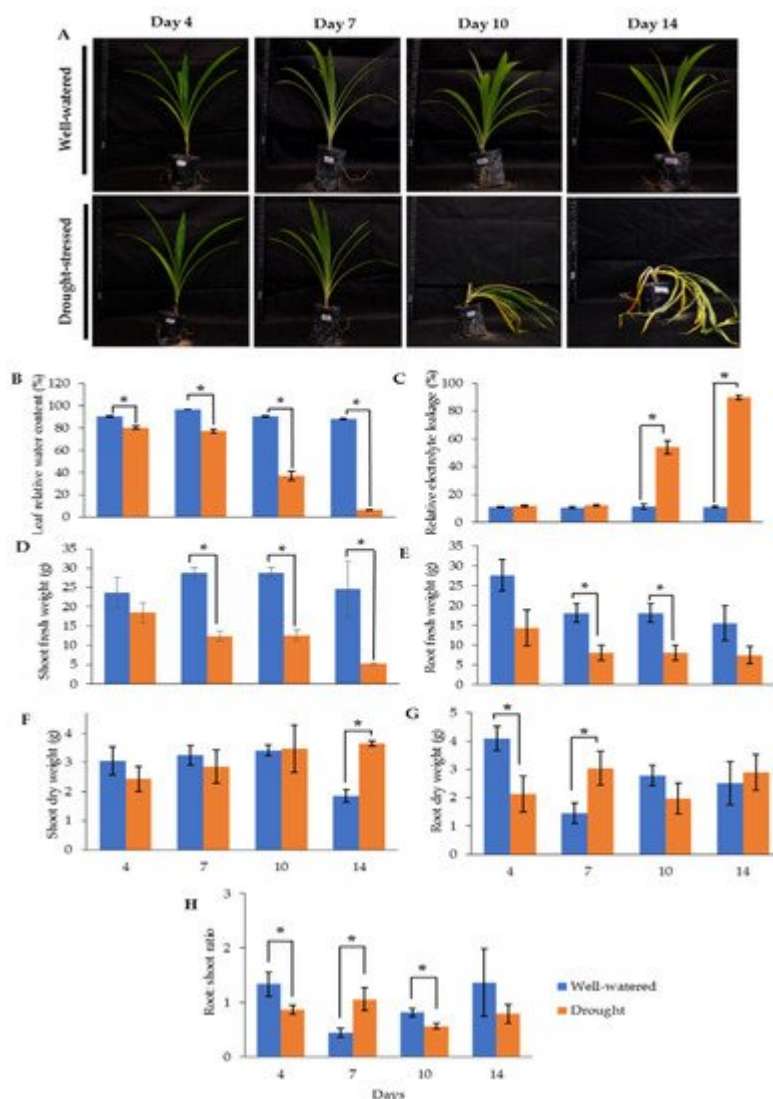 Day 4 Day 7 Day 10 Day 14
A
Well-watered
Drought-stressed
B
Leaf relative water content (%)
120
100
80
60
40
20
0
* * * *
C
Relative electrolyte leakage (%)
100
80
60
40
20
0
* *
D
Shoot fresh weight (g)
35
30
25
20
15
10
5
0
* * *
E
Root fresh weight (g)
35
30
25
20
15
10
5
0
* *
F
Shoot dry weight (g)
4
3
2
1
0
*
4 7 10 14
G
Root dry weight (g)
5
4
3
2
1
0
* *
4 7 10 14
H
Root: shoot ratio
3
2
1
0
* * *
4 7 10 14
Days
Well-watered
Drought